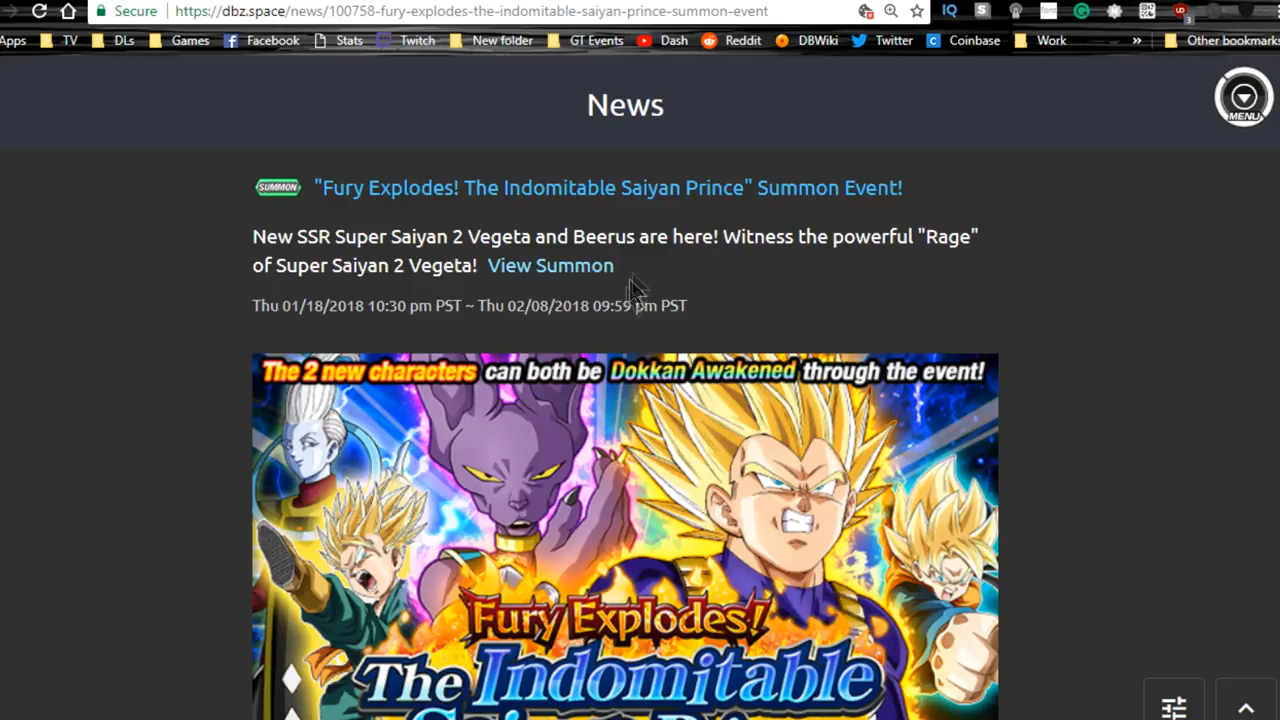 Secure https://dbz.space/news/100758-fury-explodes-the-indomitable-saiyan-prince-summon-event IQ S
Apps TV DLs Games Facebook Stats Twitch New folder GT Events Dash Reddit DBWiki Twitter Coinbase Work » Other bookmarks
News
MENU
SUMMON "Fury Explodes! The Indomitable Saiyan Prince" Summon Event!
New SSR Super Saiyan 2 Vegeta and Beerus are here! Witness the powerful "Rage"
of Super Saiyan 2 Vegeta! View Summon
Thu 01/18/2018 10:30 pm PST ~ Thu 02/08/2018 09:59 pm PST
The 2 new characters can both be Dokkan Awakened through the event!
Fury Explodes!
The Indomitable